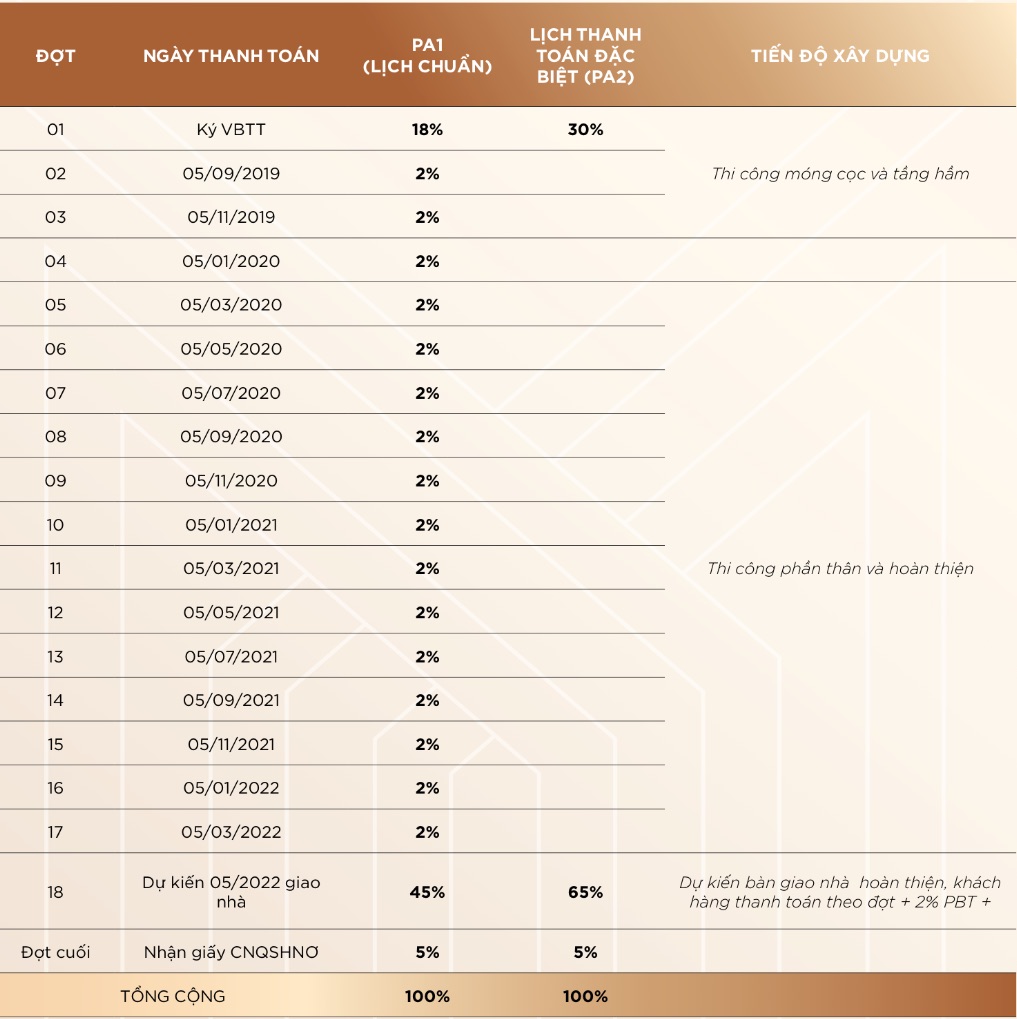 ĐỢT NGÀY THANH TOÁN PA1 (LỊCH CHUẨN) LỊCH THANH TOÁN ĐẶC BIỆT (PA2) TIẾN ĐỘ XÂY DỰNG
01 Ký VBTT 18% 30%
02 05/09/2019 2% Thi công móng cọc và tầng hầm
03 05/11/2019 2%
04 05/01/2020 2%
05 05/03/2020 2%
06 05/05/2020 2%
07 05/07/2020 2%
08 05/09/2020 2%
09 05/11/2020 2%
10 05/01/2021 2%
11 05/03/2021 2% Thi công phần thân và hoàn thiện
12 05/05/2021 2%
13 05/07/2021 2%
14 05/09/2021 2%
15 05/11/2021 2%
16 05/01/2022 2%
17 05/03/2022 2%
18 Dự kiến 05/2022 giao nhà 45% 65% Dự kiến bàn giao nhà hoàn thiện, khách hàng thanh toán theo đợt + 2% PBT +
Đợt cuối Nhận giấy CNQSHNƠ 5% 5%
TỔNG CỘNG 100% 100%